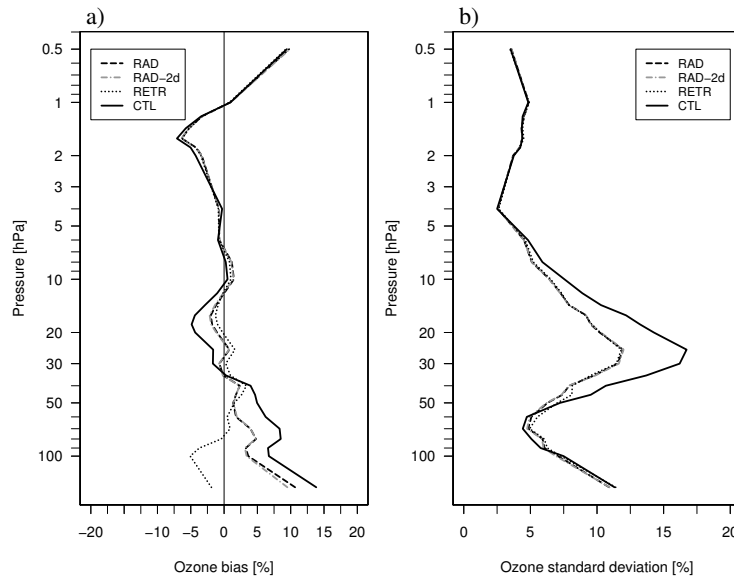 a)
0.5
1
2
3
5
10
20
30
50
100
Pressure [hPa]
RAD
RAD−2d
RETR
CTL
−20
−10
−5
0
5
10
15
20
Ozone bias [%]
b)
0.5
1
2
3
5
10
20
30
50
100
Pressure [hPa]
RAD
RAD−2d
RETR
CTL
0
5
10
15
20
Ozone standard deviation [%]